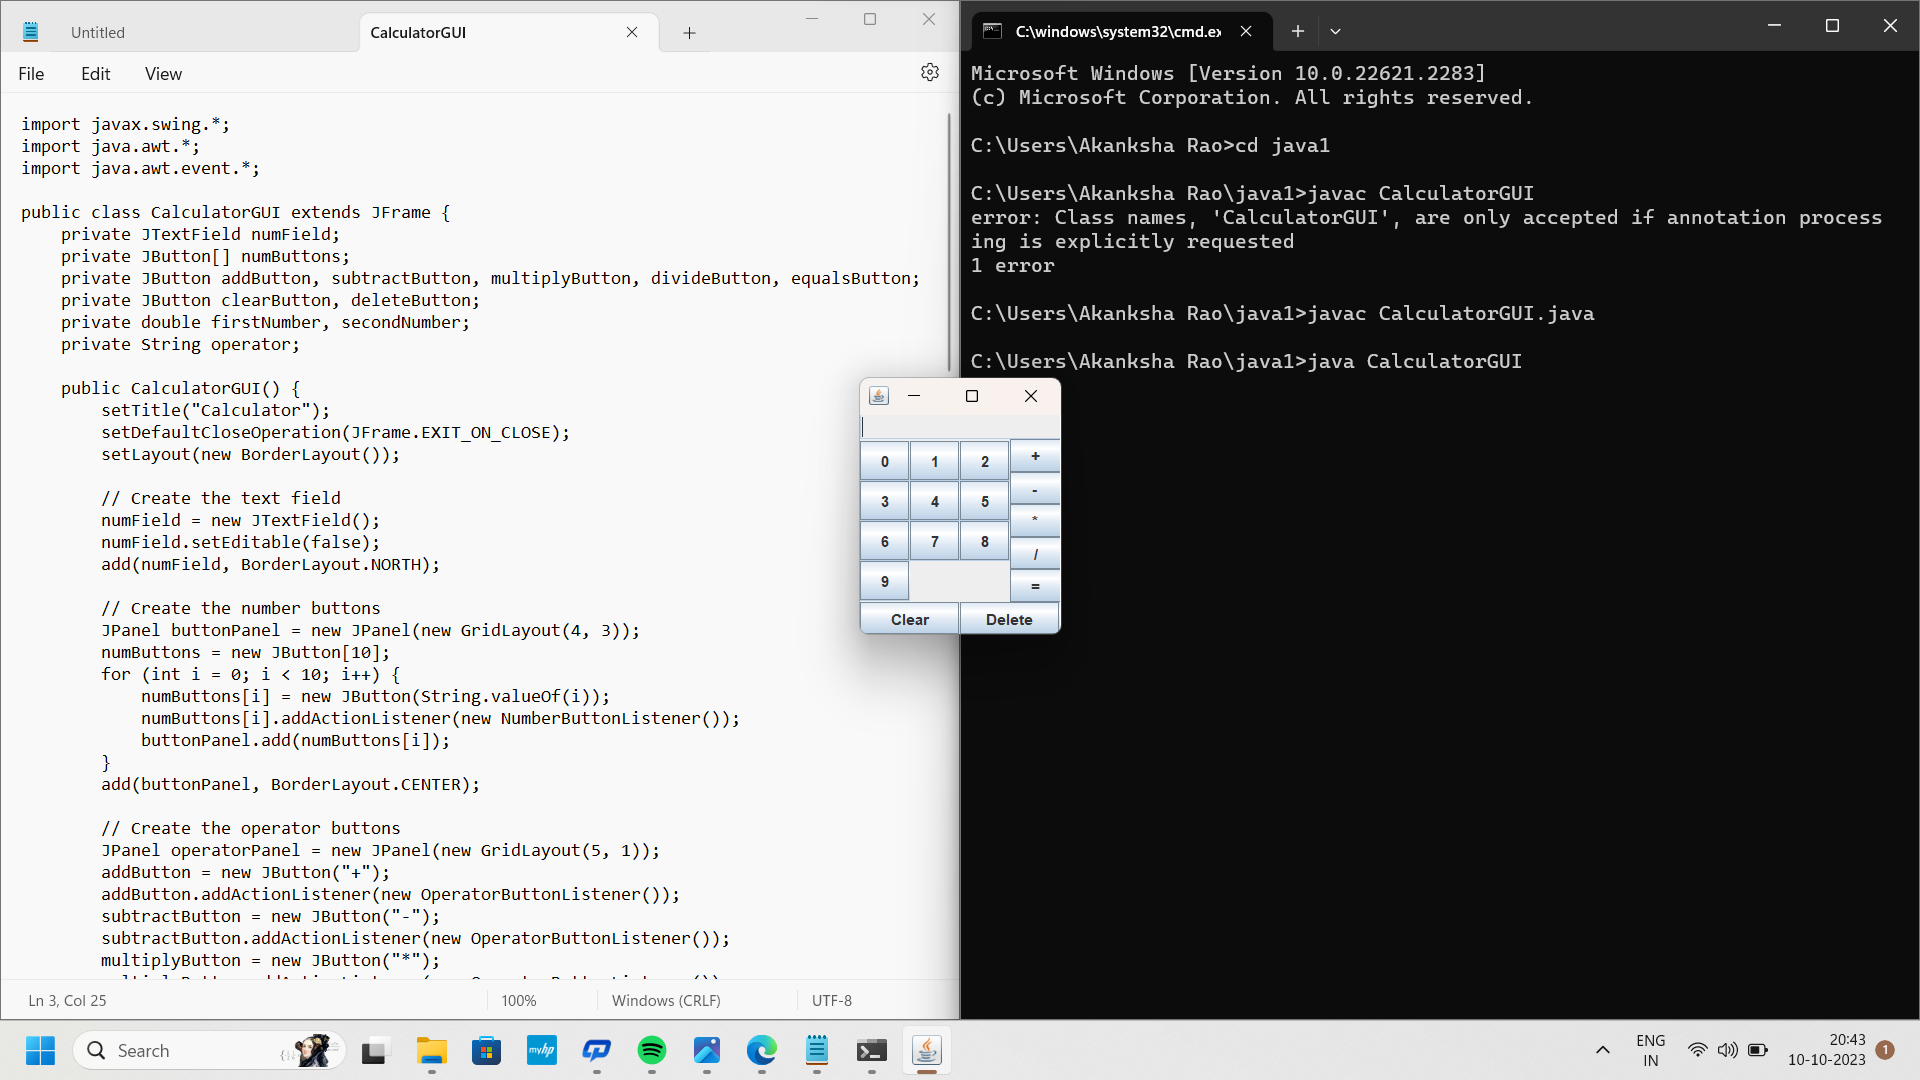 Untitled
CalculatorGUI
File Edit View
import javax.swing.*;
import java.awt.*;
import java.awt.event.*;
public class CalculatorGUI extends JFrame {
    private JTextField numField;
    private JButton[] numButtons;
    private JButton addButton, subtractButton, multiplyButton, divideButton, equalsButton;
    private JButton clearButton, deleteButton;
    private double firstNumber, secondNumber;
    private String operator;
    public CalculatorGUI() {
        setTitle("Calculator");
        setDefaultCloseOperation(JFrame.EXIT_ON_CLOSE);
        setLayout(new BorderLayout());
        // Create the text field
        numField = new JTextField();
        numField.setEditable(false);
        add(numField, BorderLayout.NORTH);
        // Create the number buttons
        JPanel buttonPanel = new JPanel(new GridLayout(4, 3));
        numButtons = new JButton[10];
        for (int i = 0; i < 10; i++) {
            numButtons[i] = new JButton(String.valueOf(i));
            numButtons[i].addActionListener(new NumberButtonListener());
            buttonPanel.add(numButtons[i]);
        }
        add(buttonPanel, BorderLayout.CENTER);
        // Create the operator buttons
        JPanel operatorPanel = new JPanel(new GridLayout(5, 1));
        addButton = new JButton("+");
        addButton.addActionListener(new OperatorButtonListener());
        subtractButton = new JButton("-");
        subtractButton.addActionListener(new OperatorButtonListener());
        multiplyButton = new JButton("*");
Ln 3, Col 25
100%
Windows (CRLF)
UTF-8
C:\windows\system32\cmd.ex
Microsoft Windows [Version 10.0.22621.2283]
(c) Microsoft Corporation. All rights reserved.
C:\Users\Akanksha Rao>cd java1
C:\Users\Akanksha Rao\java1>javac CalculatorGUI
error: Class names, 'CalculatorGUI', are only accepted if annotation process
ing is explicitly requested
1 error
C:\Users\Akanksha Rao\java1>javac CalculatorGUI.java
C:\Users\Akanksha Rao\java1>java CalculatorGUI
0 1 2 +
3 4 5 -
6 7 8 *
/
9 =
Clear Delete
Search
myhp
ENG
IN
20:43
10-10-2023
1